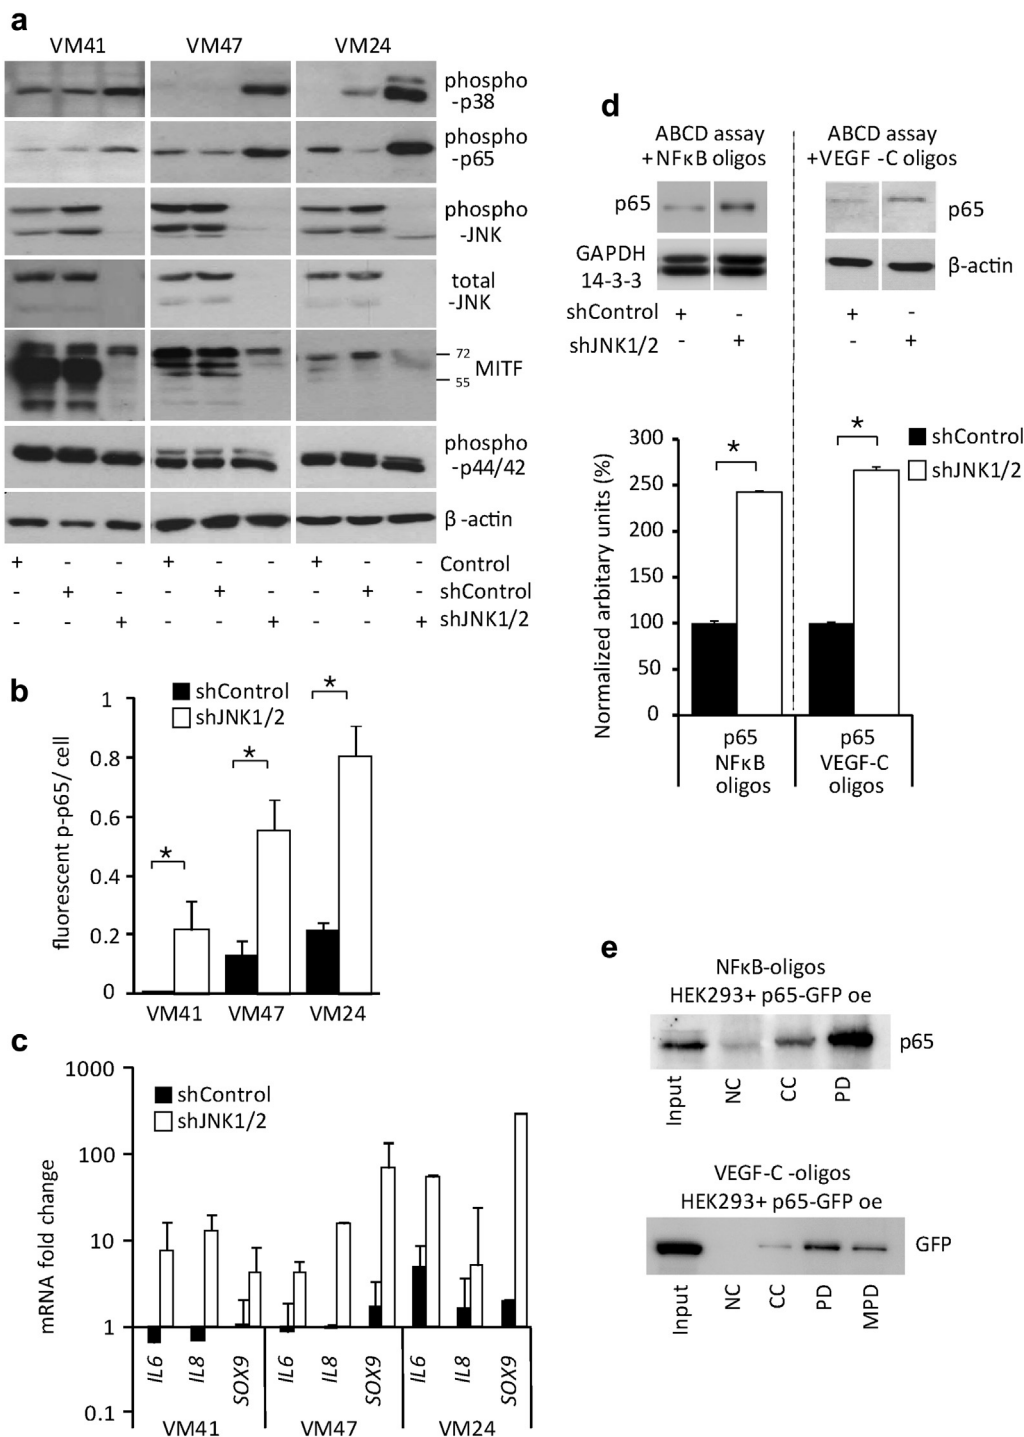 a
VM41 VM47 VM24
phospho
-p38
phospho
-p65
phospho
-JNK
total
-JNK
72
MITF
55
phospho
-p44/42
β -actin
+ - - + - - + - - Control
- + - - + - - + - shControl
- - + - - + - - + shJNK1/2
b
shControl
shJNK1/2
fluorescent p-p65/ cell
1
0.8
0.6
0.4
0.2
0
* * *
VM41 VM47 VM24
c
shControl
shJNK1/2
mRNA fold change
1000
100
10
1
0.1
IL6 IL8 SOX9 IL6 IL8 SOX9 IL6 IL8 SOX9
VM41 VM47 VM24
d
ABCD assay
+NFκB oligos
ABCD assay
+VEGF -C oligos
p65 p65
GAPDH
14-3-3
β-actin
shControl + - + -
shJNK1/2 - + - +
shControl
shJNK1/2
Normalized arbitary units (%)
300
250
200
150
100
50
0
* *
p65
NFκB
oligos
p65
VEGF-C
oligos
e
NFκB-oligos
HEK293+ p65-GFP oe
p65
Input NC CC PD
VEGF-C -oligos
HEK293+ p65-GFP oe
GFP
Input NC CC PD MPD